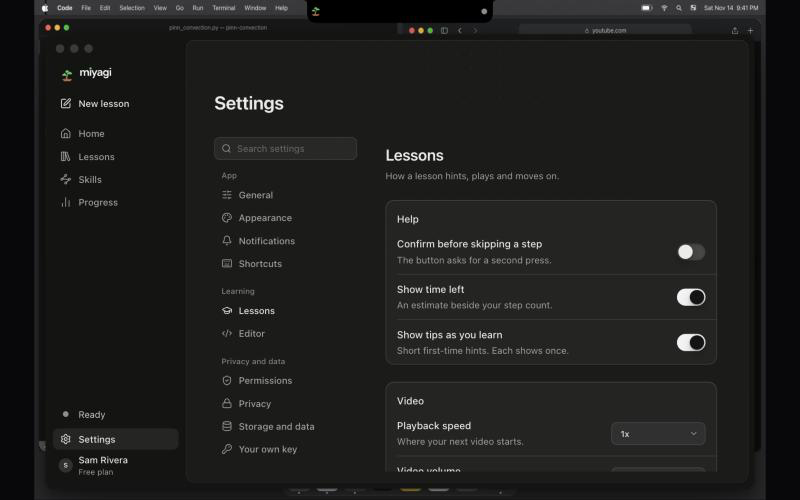 Code File Edit Selection View Go Run Terminal Window Help
Sat Nov 14 9:41 PM
pinn_convection.py — pinn-convection
youtube.com
miyagi
New lesson
Home
Lessons
Skills
Progress
Ready
Settings
S
Sam Rivera
Free plan
Settings
Search settings
App
General
Appearance
Notifications
Shortcuts
Learning
Lessons
Editor
Privacy and data
Permissions
Privacy
Storage and data
Your own key
Lessons
How a lesson hints, plays and moves on.
Help
Confirm before skipping a step
The button asks for a second press.
Show time left
An estimate beside your step count.
Show tips as you learn
Short first-time hints. Each shows once.
Video
Playback speed
Where your next video starts.
1x
Video volume